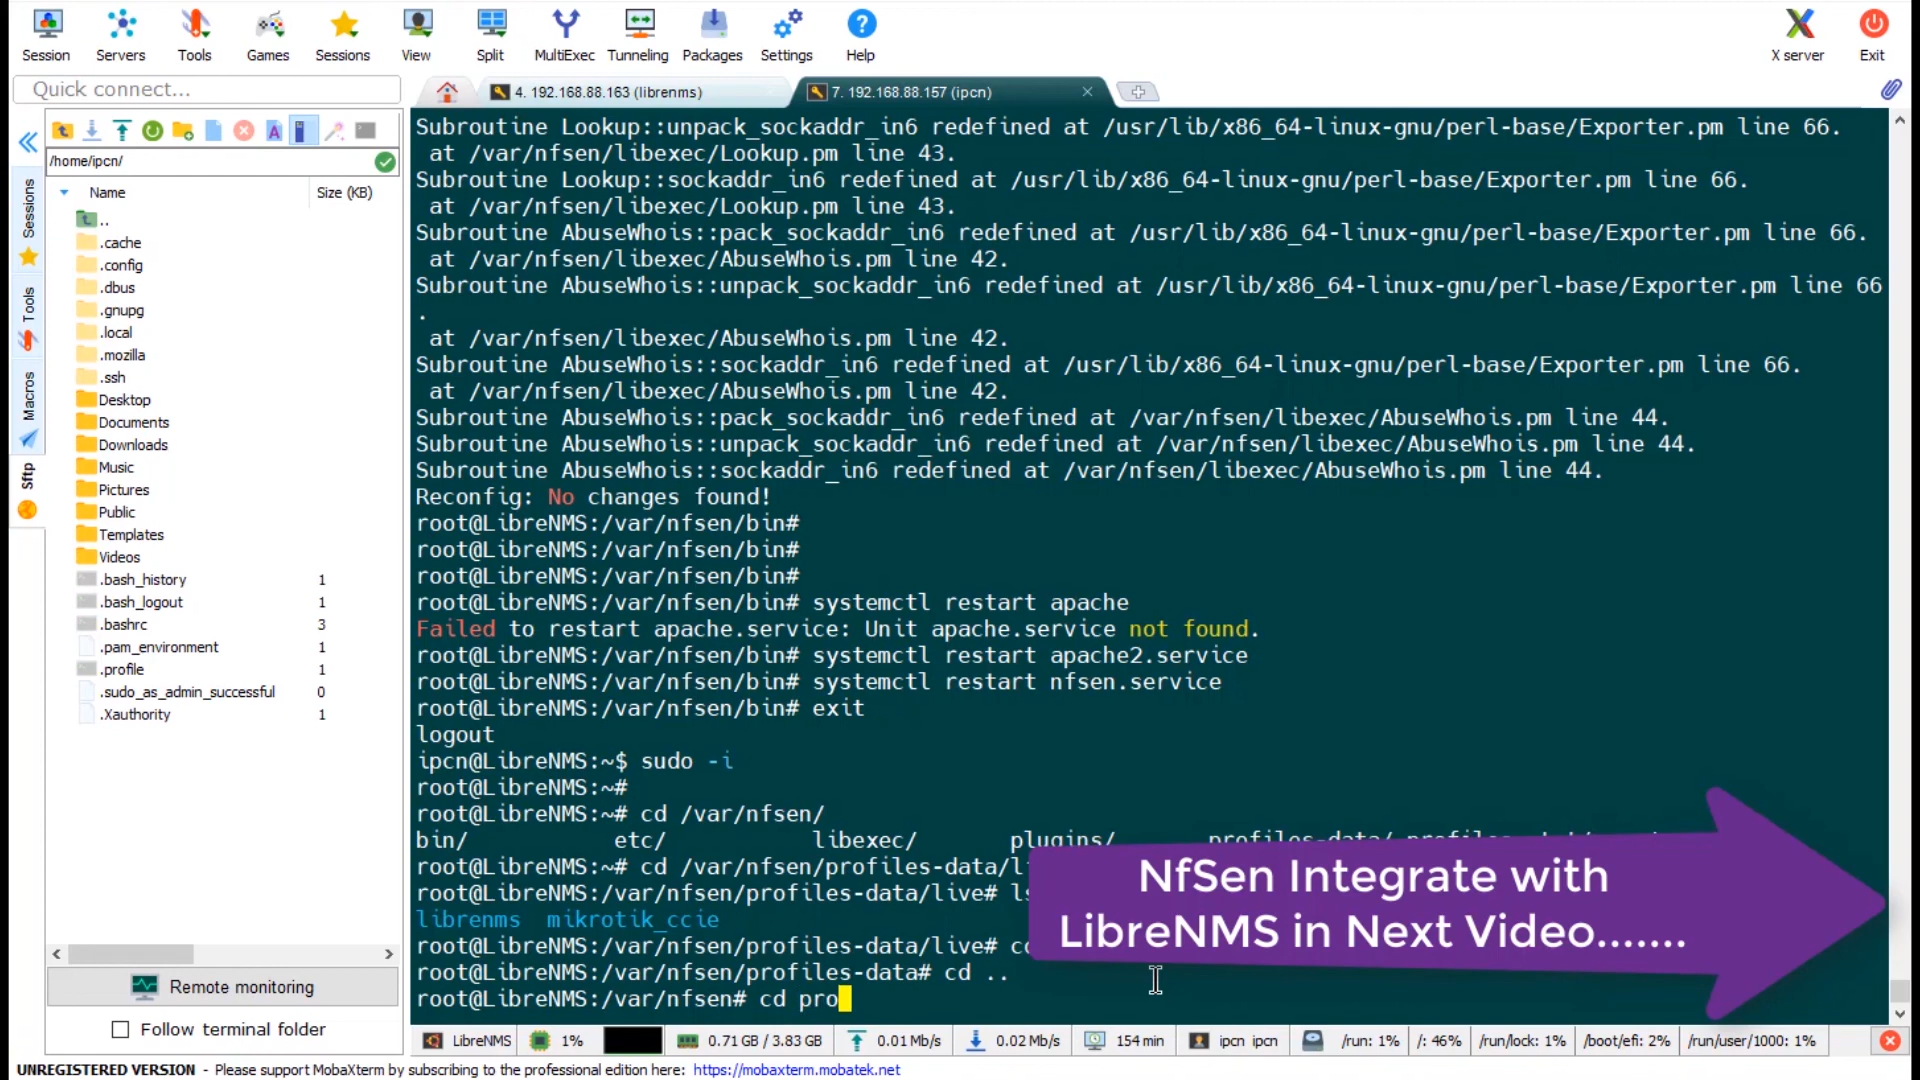 Session Servers Tools Games Sessions View Split MultiExec Tunneling Packages Settings Help X server Exit
Quick connect...
4. 192.168.88.163 (librenms)
7. 192.168.88.157 (ipcn)
/home/ipcn/
Name Size (KB)
..
.cache
.config
.dbus
.gnupg
.local
.mozilla
.ssh
Desktop
Documents
Downloads
Music
Pictures
Public
Templates
Videos
.bash_history 1
.bash_logout 1
.bashrc 3
.pam_environment 1
.profile 1
.sudo_as_admin_successful 0
.Xauthority 1
Sessions
Tools
Macros
Sftp
Remote monitoring
Follow terminal folder
Subroutine Lookup::unpack_sockaddr_in6 redefined at /usr/lib/x86_64-linux-gnu/perl-base/Exporter.pm line 66.
at /var/nfsen/libexec/Lookup.pm line 43.
Subroutine Lookup::sockaddr_in6 redefined at /usr/lib/x86_64-linux-gnu/perl-base/Exporter.pm line 66.
at /var/nfsen/libexec/Lookup.pm line 43.
Subroutine AbuseWhois::pack_sockaddr_in6 redefined at /usr/lib/x86_64-linux-gnu/perl-base/Exporter.pm line 66.
at /var/nfsen/libexec/AbuseWhois.pm line 42.
Subroutine AbuseWhois::unpack_sockaddr_in6 redefined at /usr/lib/x86_64-linux-gnu/perl-base/Exporter.pm line 66
.
at /var/nfsen/libexec/AbuseWhois.pm line 42.
Subroutine AbuseWhois::sockaddr_in6 redefined at /usr/lib/x86_64-linux-gnu/perl-base/Exporter.pm line 66.
at /var/nfsen/libexec/AbuseWhois.pm line 42.
Subroutine AbuseWhois::pack_sockaddr_in6 redefined at /var/nfsen/libexec/AbuseWhois.pm line 44.
Subroutine AbuseWhois::unpack_sockaddr_in6 redefined at /var/nfsen/libexec/AbuseWhois.pm line 44.
Subroutine AbuseWhois::sockaddr_in6 redefined at /var/nfsen/libexec/AbuseWhois.pm line 44.
Reconfig: No changes found!
root@LibreNMS:/var/nfsen/bin#
root@LibreNMS:/var/nfsen/bin#
root@LibreNMS:/var/nfsen/bin#
root@LibreNMS:/var/nfsen/bin# systemctl restart apache
Failed to restart apache.service: Unit apache.service not found.
root@LibreNMS:/var/nfsen/bin# systemctl restart apache2.service
root@LibreNMS:/var/nfsen/bin# systemctl restart nfsen.service
root@LibreNMS:/var/nfsen/bin# exit
logout
ipcn@LibreNMS:~$ sudo -i
root@LibreNMS:~#
root@LibreNMS:~# cd /var/nfsen/
bin/ etc/ libexec/ plugins/ profiles-data/
root@LibreNMS:~# cd /var/nfsen/profiles-data/l
root@LibreNMS:/var/nfsen/profiles-data/live# ls
librenms mikrotik_ccie
root@LibreNMS:/var/nfsen/profiles-data/live# c
root@LibreNMS:/var/nfsen/profiles-data# cd ..
root@LibreNMS:/var/nfsen# cd pro
NfSen Integrate with
LibreNMS in Next Video.......
LibreNMS 1% 0.71 GB / 3.83 GB 0.01 Mb/s 0.02 Mb/s 154 min ipcn ipcn /run: 1% /: 46% /run/lock: 1% /boot/efi: 2% /run/user/1000: 1%
UNREGISTERED VERSION - Please support MobaXterm by subscribing to the professional edition here: https://mobaxterm.mobatek.net